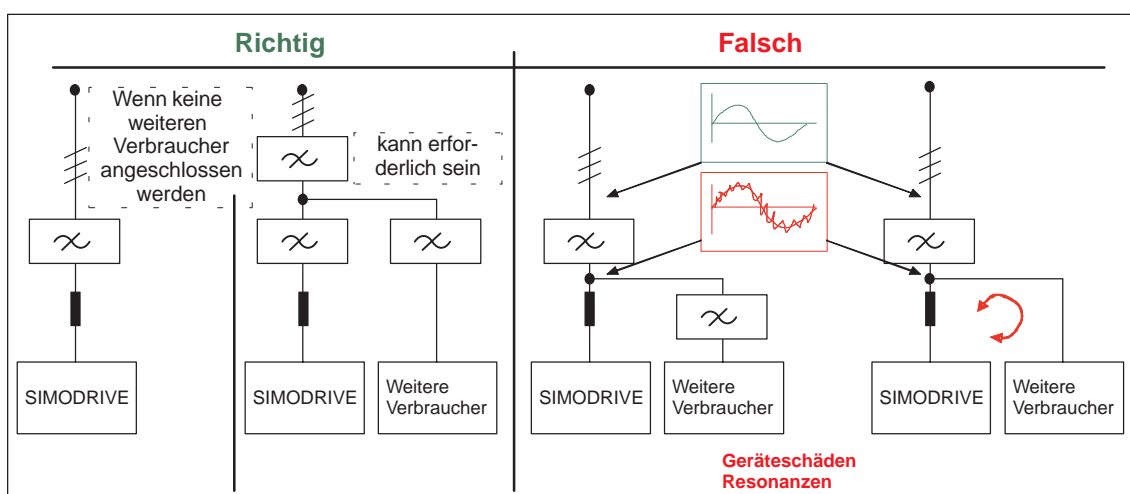 Richtig
Falsch
Wenn keine
weiteren
Verbraucher
angeschlossen
werden
kann erfor-
derlich sein
SIMODRIVE
SIMODRIVE
Weitere
Verbraucher
SIMODRIVE
Weitere
Verbraucher
SIMODRIVE
Weitere
Verbraucher
Geräteschäden
Resonanzen